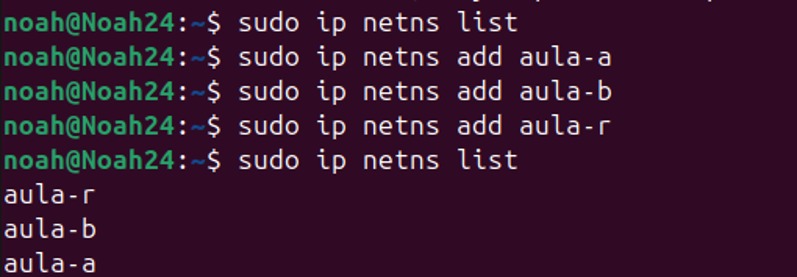 noah@Noah24:~$ sudo ip netns list
noah@Noah24:~$ sudo ip netns add aula-a
noah@Noah24:~$ sudo ip netns add aula-b
noah@Noah24:~$ sudo ip netns add aula-r
noah@Noah24:~$ sudo ip netns list
aula-r
aula-b
aula-a